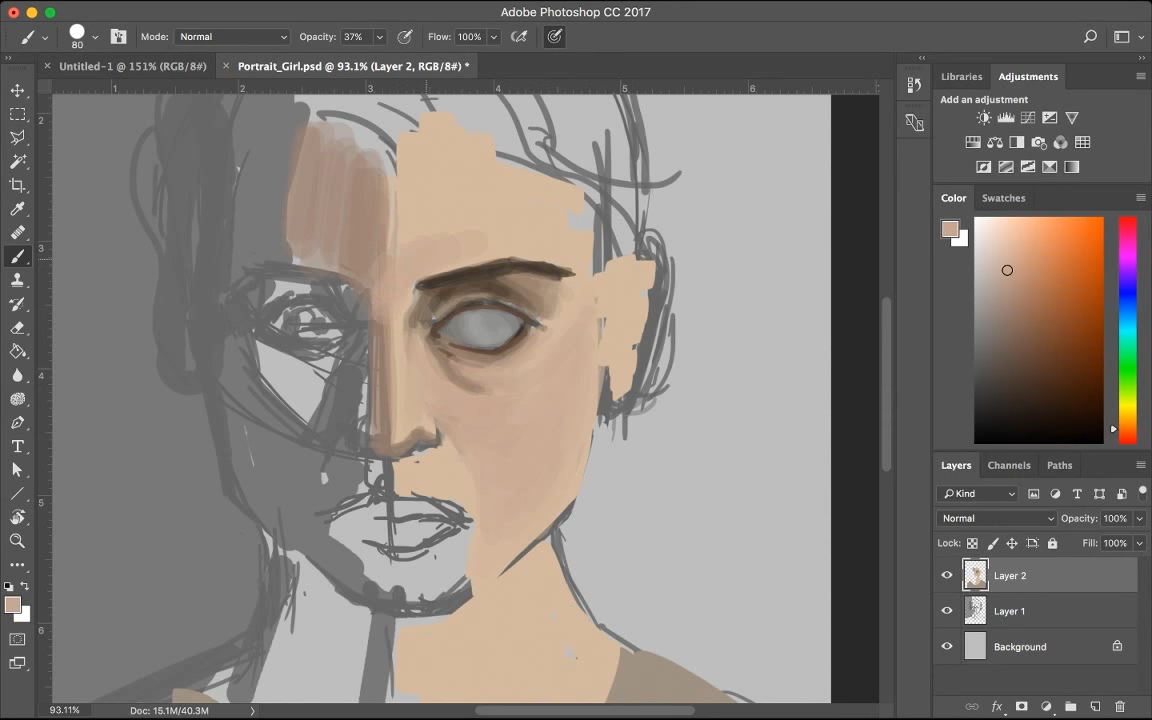 Adobe Photoshop CC 2017
80
Mode: Normal
Opacity: 37%
Flow: 100%
Untitled-1 @ 151% (RGB/8#)
Portrait_Girl.psd @ 93.1% (Layer 2, RGB/8#) *
1 2 3 4 5 6
2
3
4
5
6
Libraries
Adjustments
Add an adjustment
Color
Swatches
Layers
Channels
Paths
Kind
Normal
Opacity: 100%
Lock:
Fill: 100%
Layer 2
Layer 1
Background
fx
93.11%
Doc: 15.1M/40.3M